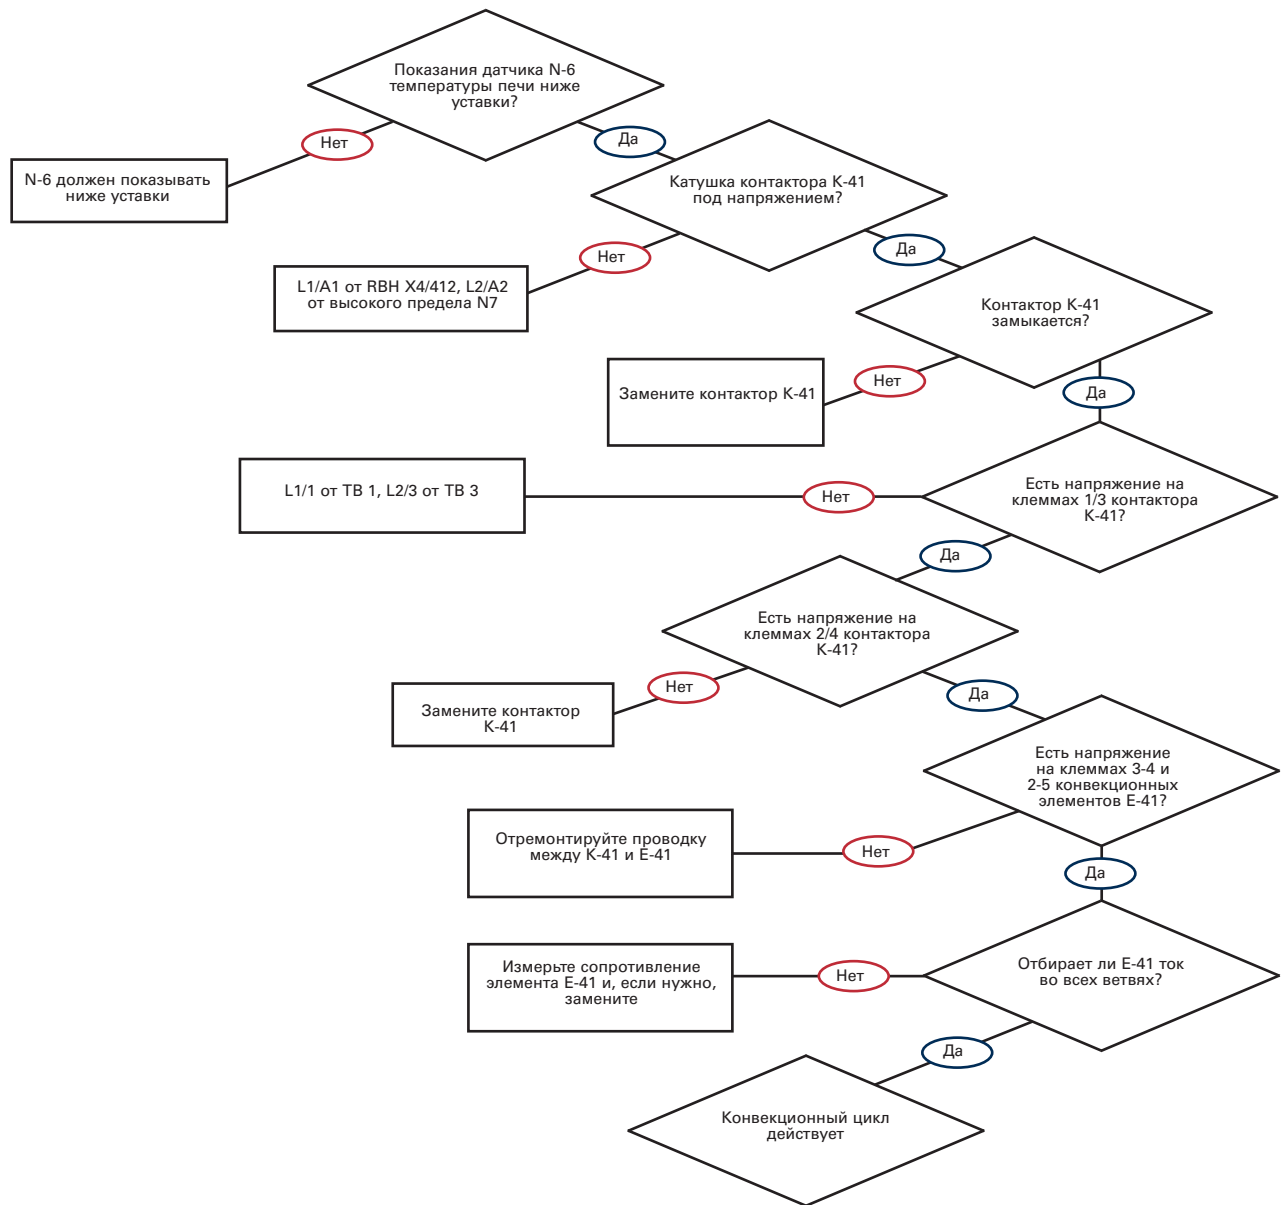 Показания датчика N-6
температуры печи ниже
уставки?
Нет
Да
N-6 должен показывать
ниже уставки
Катушка контактора K-41
под напряжением?
Нет
Да
L1/A1 от RBH X4/412, L2/A2
от высокого предела N7
Контактор K-41
замыкается?
Нет
Да
Замените контактор K-41
L1/1 от TB 1, L2/3 от TB 3
Нет
Есть напряжение на
клеммах 1/3 контактора
K-41?
Да
Есть напряжение на
клеммах 2/4 контактора
K-41?
Нет
Да
Замените контактор
K-41
Есть напряжение
на клеммах 3-4 и
2-5 конвекционных
элементов E-41?
Отремонтируйте проводку
между K-41 и E-41
Нет
Да
Измерьте сопротивление
элемента E-41 и, если нужно,
замените
Нет
Отбирает ли E-41 ток
во всех ветвях?
Да
Конвекционный цикл
действует